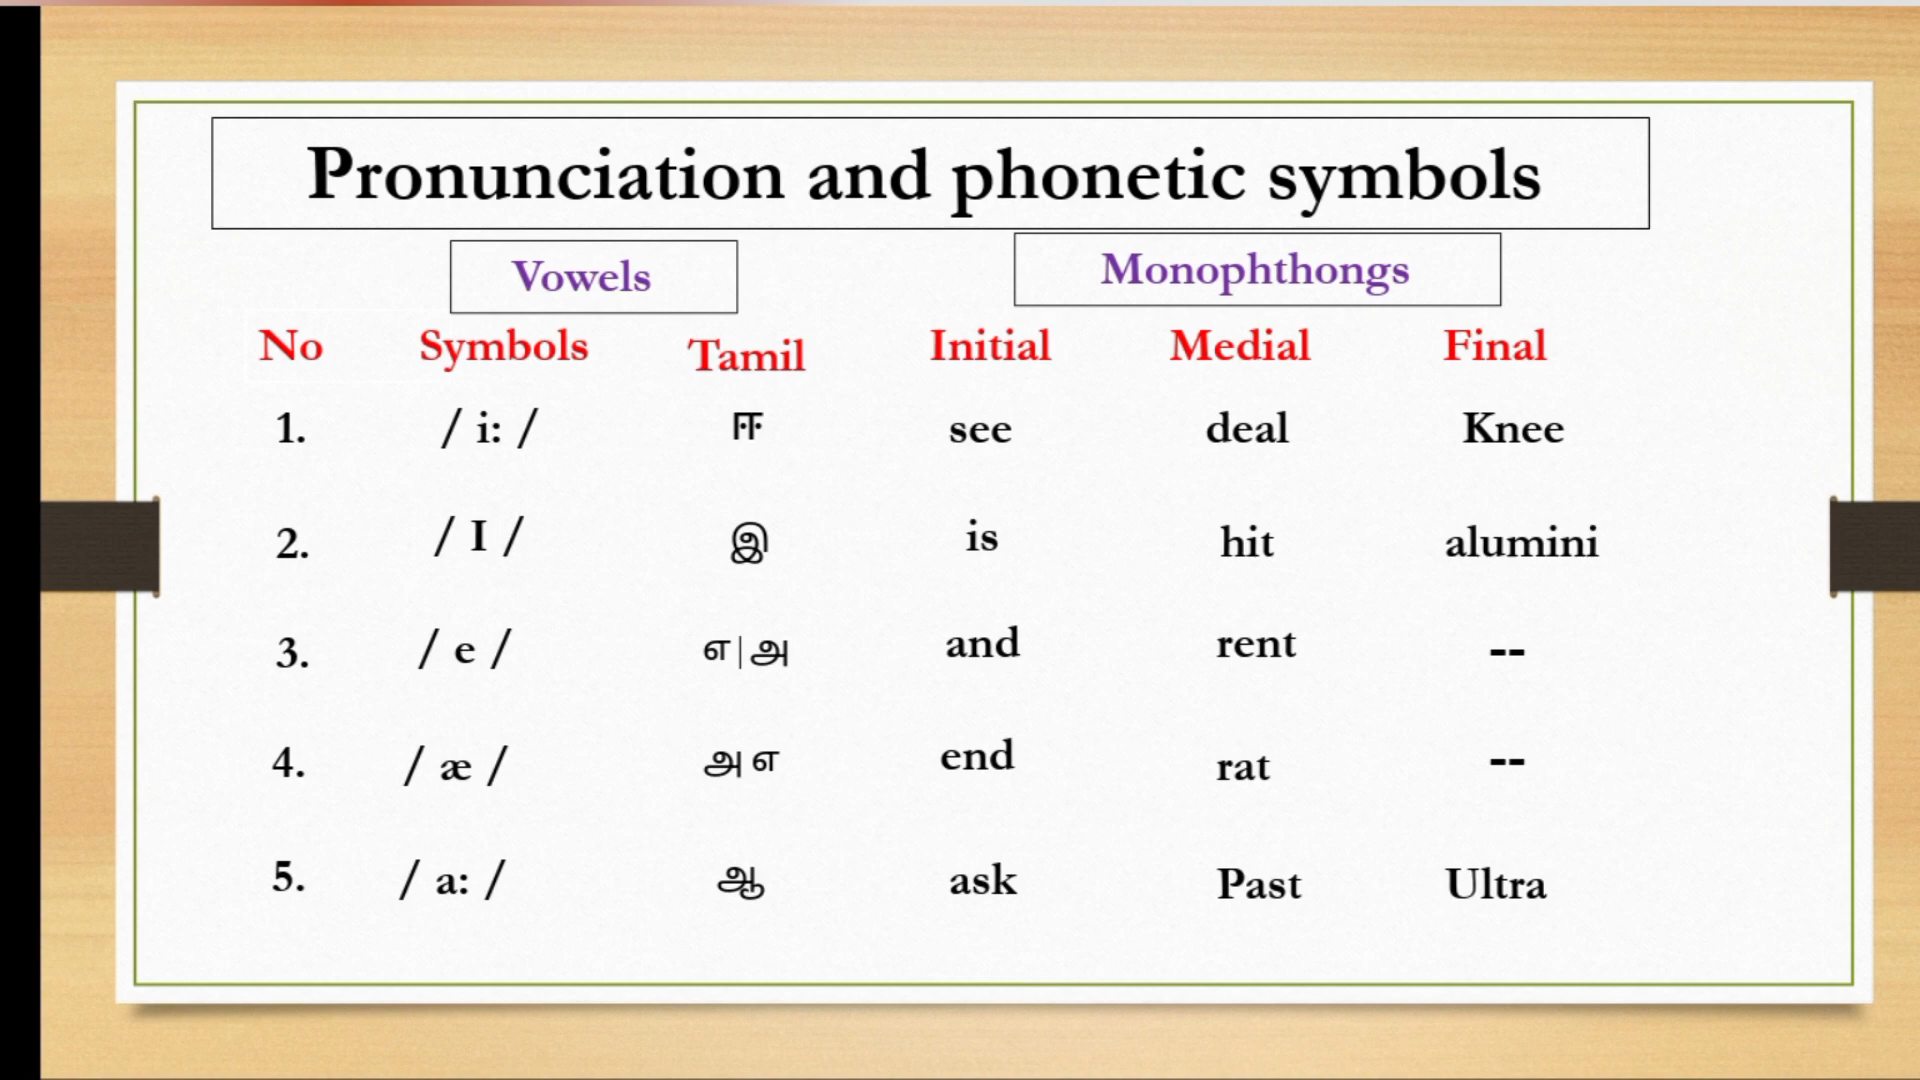 Pronunciation and phonetic symbols
Vowels Monophthongs
No Symbols Tamil Initial Medial Final
1. / i: / ஈ see deal Knee
2. / I / இ is hit alumini
3. / e / எ|அ and rent --
4. / æ / அ எ end rat --
5. / a: / ஆ ask Past Ultra